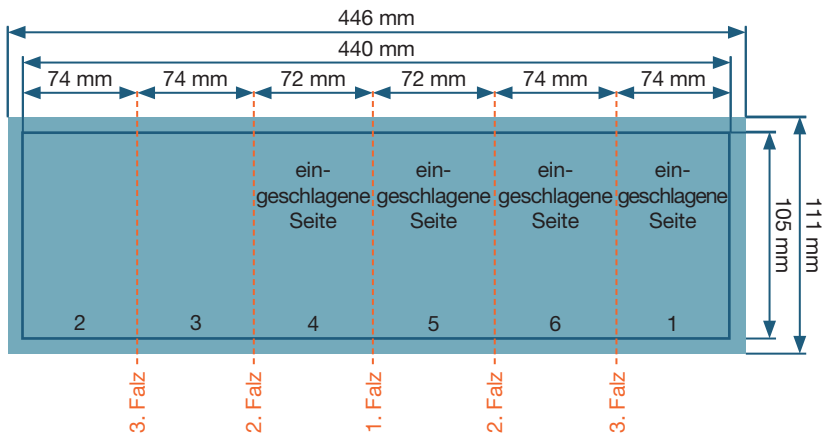 446 mm
440 mm
74 mm 74 mm 72 mm 72 mm 74 mm 74 mm
ein- ein- ein- ein-
geschlagene geschlagene geschlagene geschlagene
Seite Seite Seite Seite
105 mm
111 mm
2 3 4 5 6 1
3. Falz 2. Falz 1. Falz 2. Falz 3. Falz